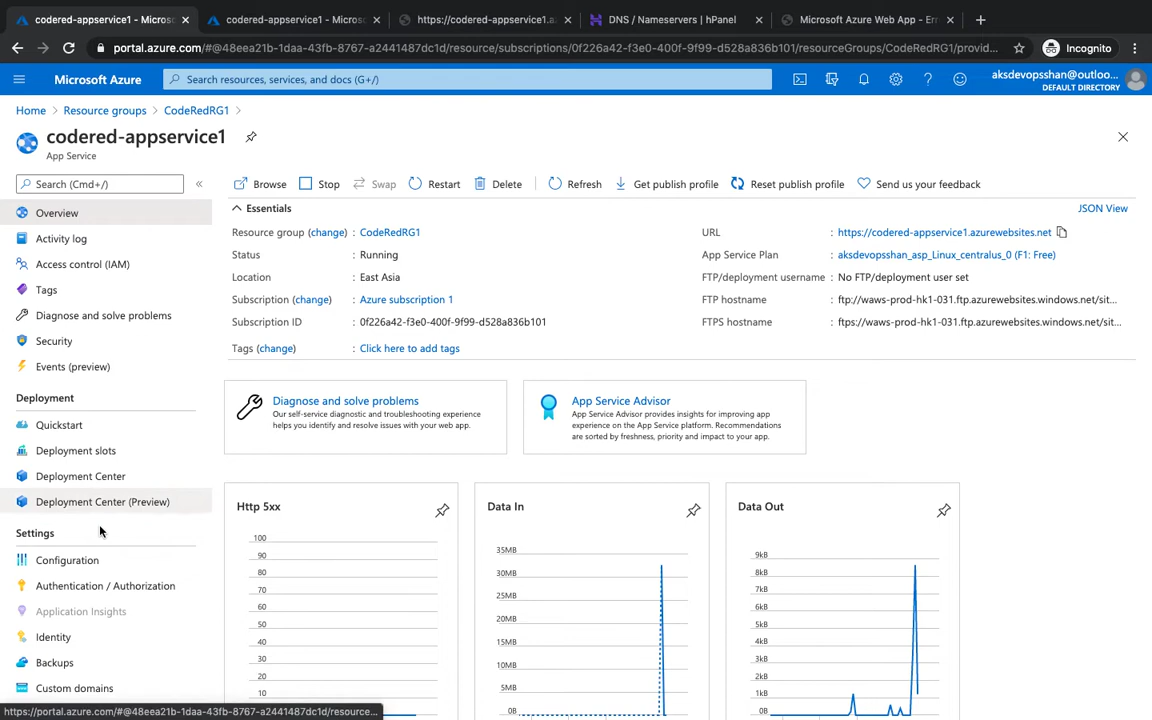 codered-appservice1 - Microso
codered-appservice1 - Microso
https://codered-appservice1.a
DNS / Nameservers | hPanel
Microsoft Azure Web App - Err
portal.azure.com/#@48eea21b-1daa-43fb-8767-a2441487dc1d/resource/subscriptions/0f226a42-f3e0-400f-9f99-d528a836b101/resourceGroups/CodeRedRG1/provid...
Incognito
Microsoft Azure
Search resources, services, and docs (G+/)
aksdevopsshan@outloo...
DEFAULT DIRECTORY
Home > Resource groups > CodeRedRG1 >
codered-appservice1
App Service
Search (Cmd+/)
«
Browse
Stop
Swap
Restart
Delete
Refresh
Get publish profile
Reset publish profile
Send us your feedback
Overview
Activity log
Access control (IAM)
Tags
Diagnose and solve problems
Security
Events (preview)
Deployment
Quickstart
Deployment slots
Deployment Center
Deployment Center (Preview)
Settings
Configuration
Authentication / Authorization
Application Insights
Identity
Backups
Custom domains
Essentials
JSON View
Resource group (change) : CodeRedRG1
Status : Running
Location : East Asia
Subscription (change) : Azure subscription 1
Subscription ID : 0f226a42-f3e0-400f-9f99-d528a836b101
Tags (change) : Click here to add tags
URL : https://codered-appservice1.azurewebsites.net
App Service Plan : aksdevopsshan_asp_Linux_centralus_0 (F1: Free)
FTP/deployment username : No FTP/deployment user set
FTP hostname : ftp://waws-prod-hk1-031.ftp.azurewebsites.windows.net/sit...
FTPS hostname : ftps://waws-prod-hk1-031.ftp.azurewebsites.windows.net/sit...
Diagnose and solve problems
Our self-service diagnostic and troubleshooting experience
helps you identify and resolve issues with your web app.
App Service Advisor
App Service Advisor provides insights for improving app
experience on the App Service platform. Recommendations
are sorted by freshness, priority and impact to your app.
Http 5xx
100
90
80
70
60
50
40
30
20
10
Data In
35MB
30MB
25MB
20MB
15MB
10MB
5MB
0B
Data Out
9kB
8kB
7kB
6kB
5kB
4kB
3kB
2kB
1kB
0B
https://portal.azure.com/#@48eea21b-1daa-43fb-8767-a2441487dc1d/resource...